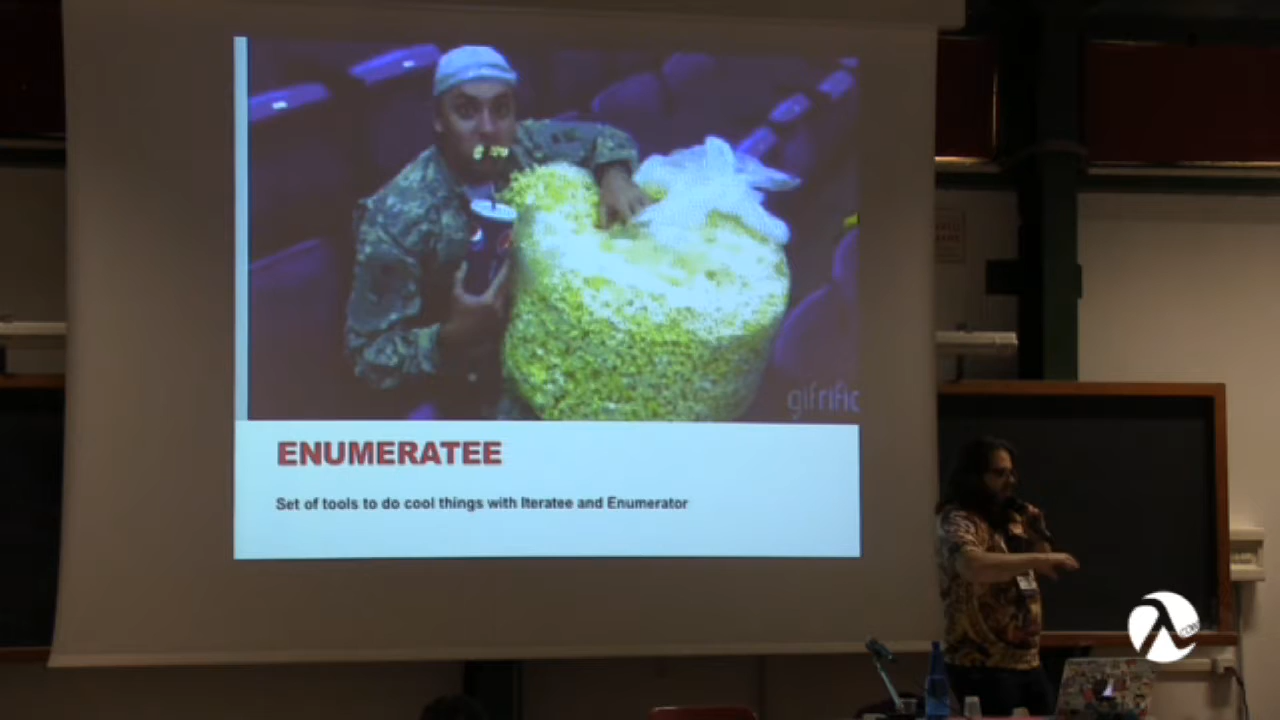 gifrific
ENUMERATEE
Set of tools to do cool things with Iteratee and Enumerator